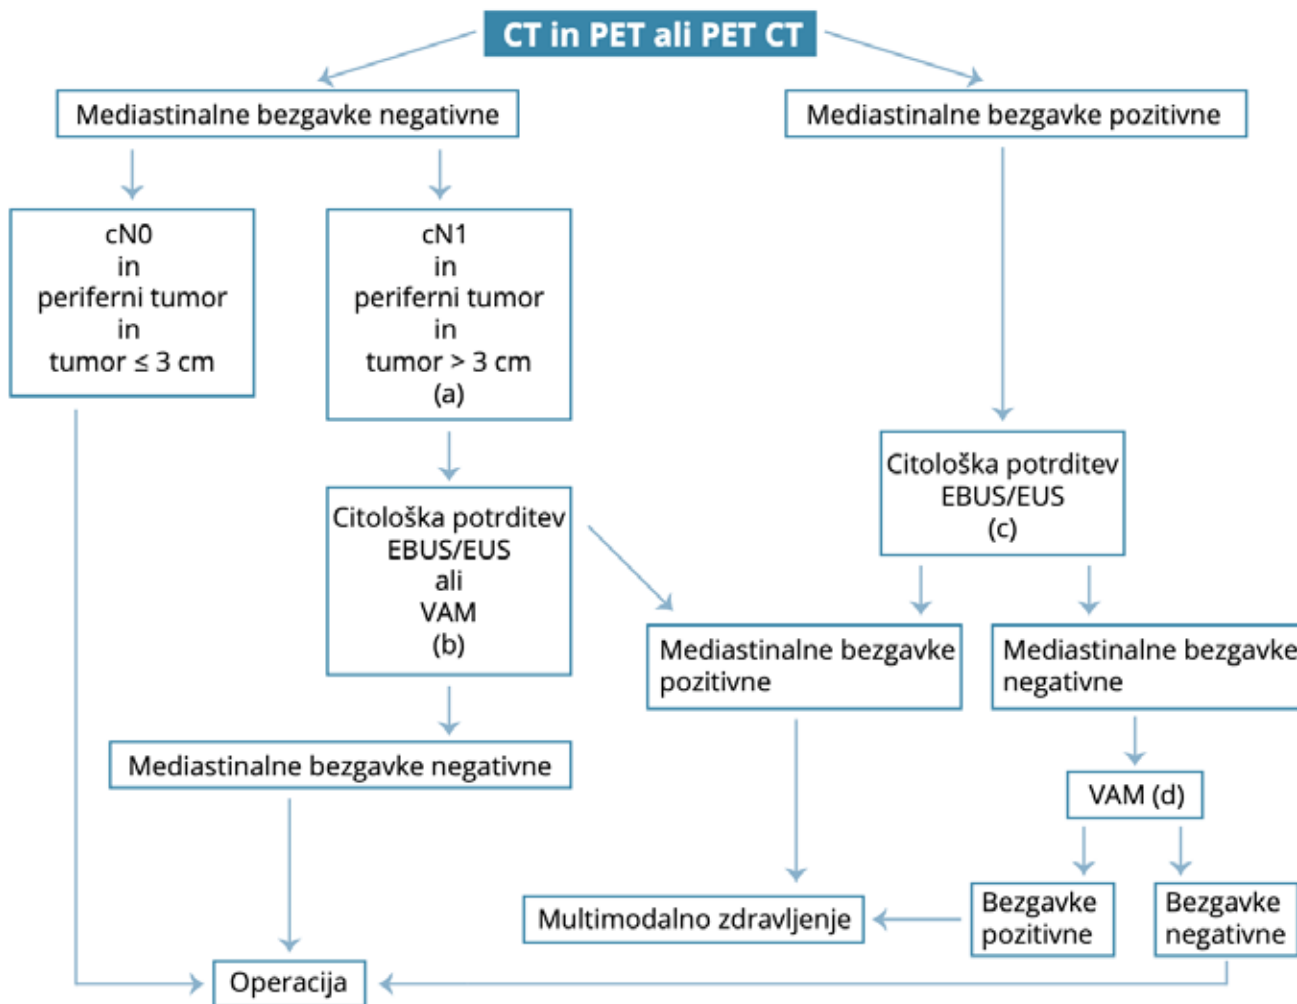 CT in PET ali PET CT
Mediastinalne bezgavke negativne
Mediastinalne bezgavke pozitivne
cN0
in
periferni tumor
in
tumor ≤ 3 cm
cN1
in
periferni tumor
in
tumor > 3 cm
(a)
Citološka potrditev
EBUS/EUS
ali
VAM
(b)
Citološka potrditev
EBUS/EUS
(c)
Mediastinalne bezgavke
pozitivne
Mediastinalne bezgavke
negativne
Mediastinalne bezgavke negativne
VAM (d)
Multimodalno zdravljenje
Bezgavke
pozitivne
Bezgavke
negativne
Operacija